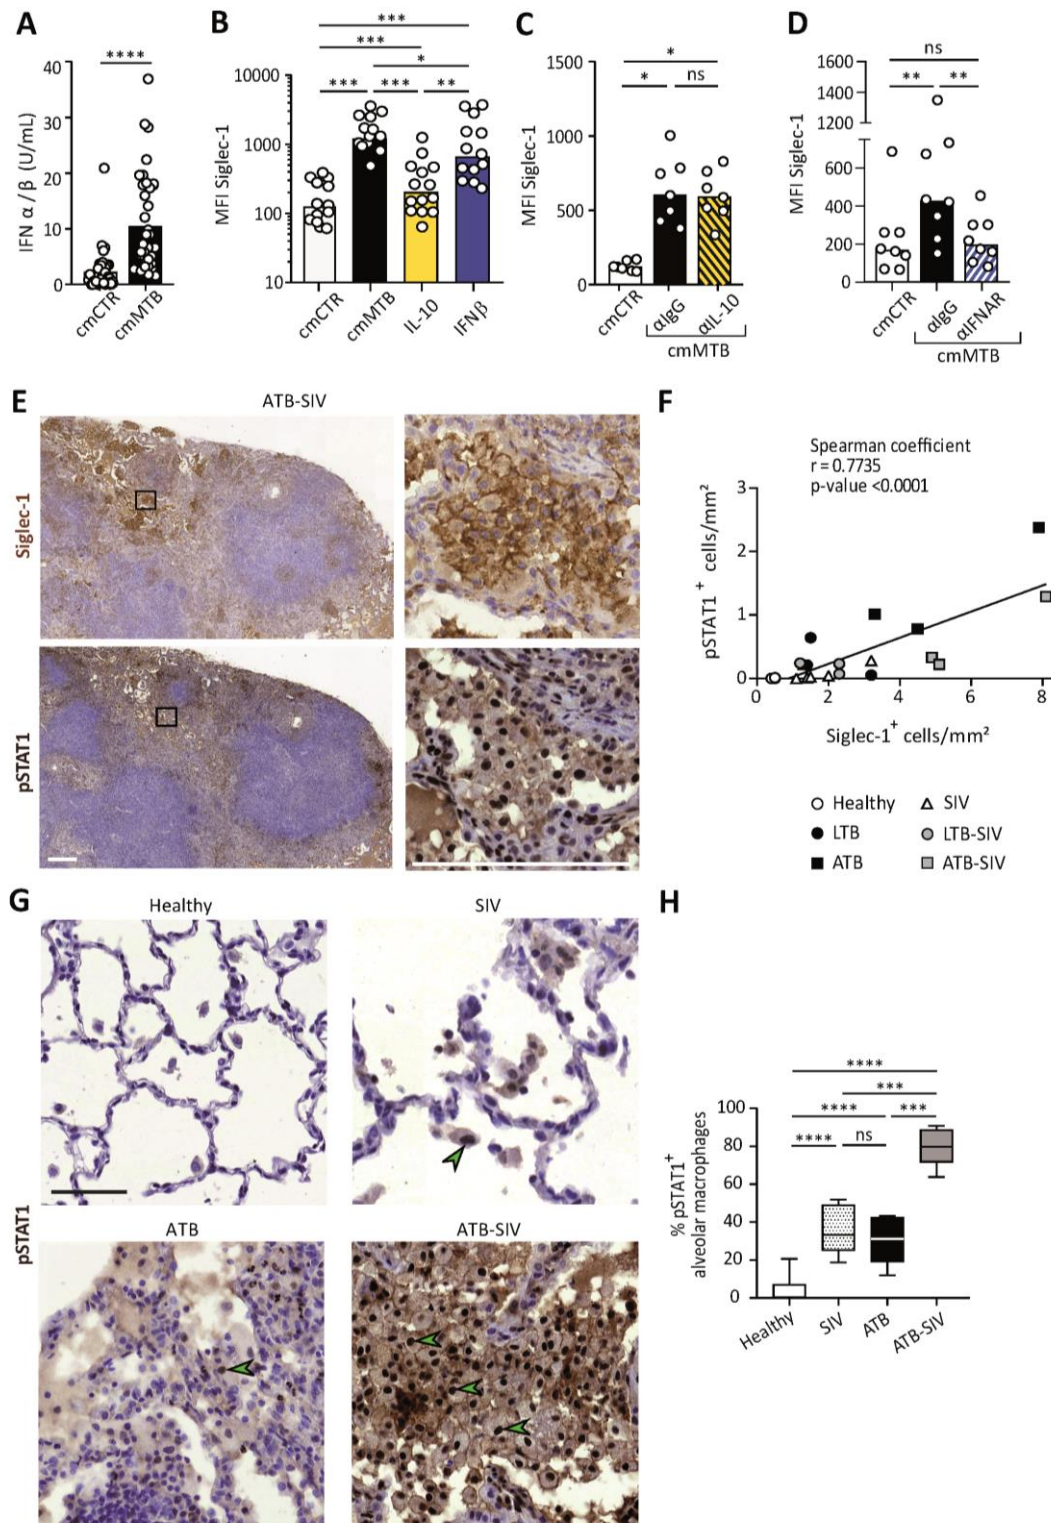 A
****
IFN α/β (U/mL)
40
30
20
10
0
cmCTR
cmMTB
B
***
***
*
***
***
**
MFI Siglec-1
10000
1000
100
10
cmCTR
cmMTB
IL-10
IFNβ
C
*
*
ns
MFI Siglec-1
1500
1000
500
0
cmCTR
αIgG
αIL-10
cmMTB
D
ns
**
**
MFI Siglec-1
1600
1400
1200
600
400
200
0
cmCTR
αIgG
αIFNAR
cmMTB
E
ATB-SIV
Siglec-1
pSTAT1
F
Spearman coefficient
r = 0.7735
p-value <0.0001
pSTAT1⁺ cells/mm²
3
2
1
0
0
2
4
6
8
Siglec-1⁺ cells/mm²
Healthy
SIV
LTB
LTB-SIV
ATB
ATB-SIV
G
Healthy
SIV
pSTAT1
ATB
ATB-SIV
H
****
***
****
***
****
ns
% pSTAT1⁺
alveolar macrophages
100
80
60
40
20
0
Healthy
SIV
ATB
ATB-SIV